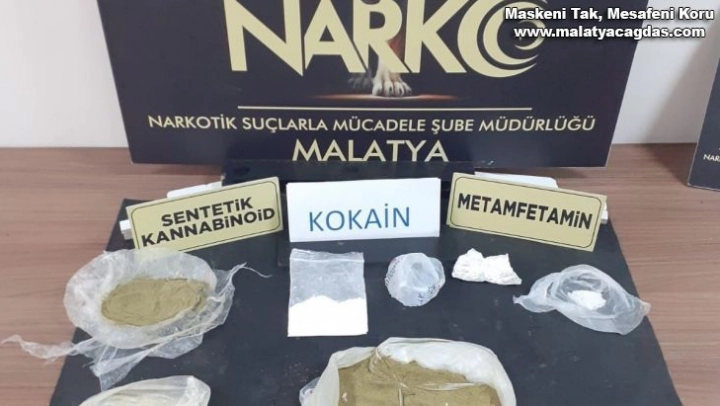 Maskeni Tak, Mesafeni Koru
www.malatyacagdas.com
NARKO
NARKOTİK SUÇLARLA MÜCADELE ŞUBE MÜDÜRLÜĞÜ
MALATYA
SENTETİK
KANNABİNOİD
KOKAİN
METAMFETAMİN